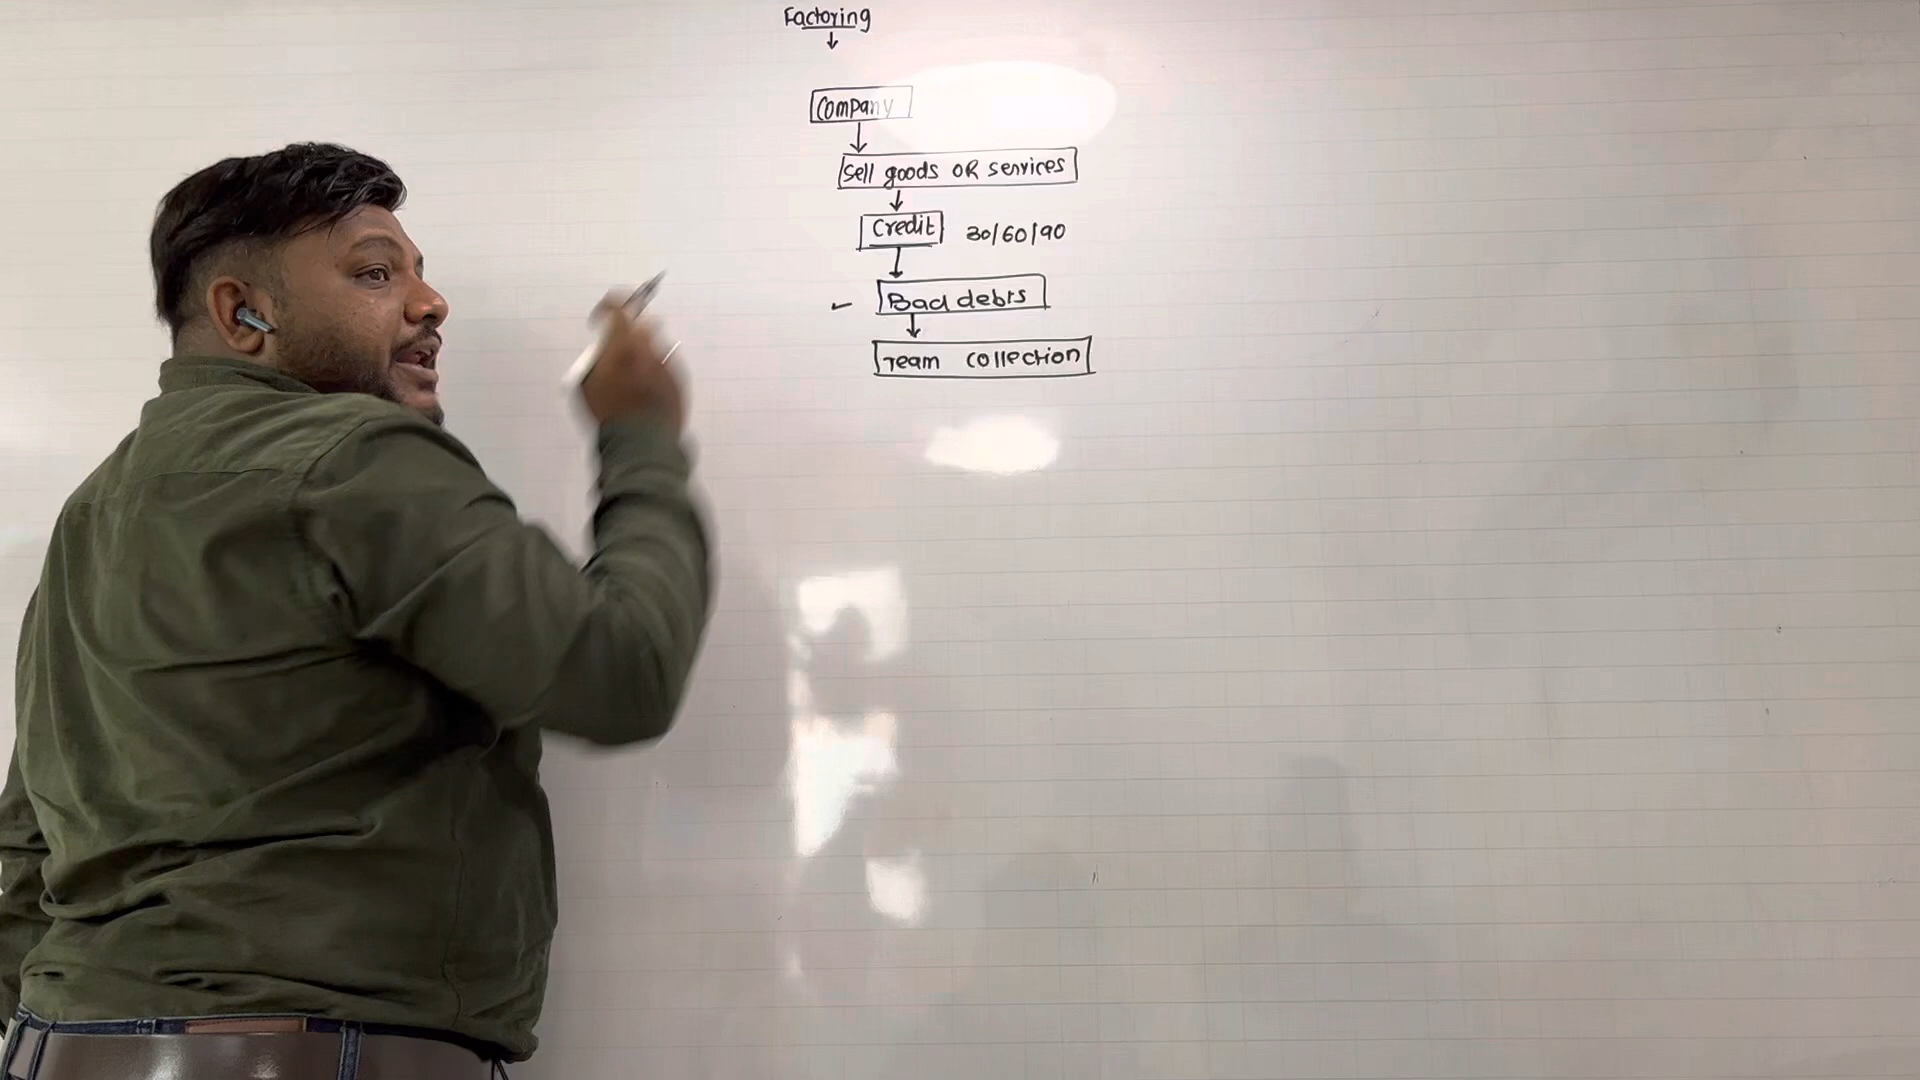 Factoring
Company
Sell goods OR services
Credit 30/60/90
Bad debts
Team collection